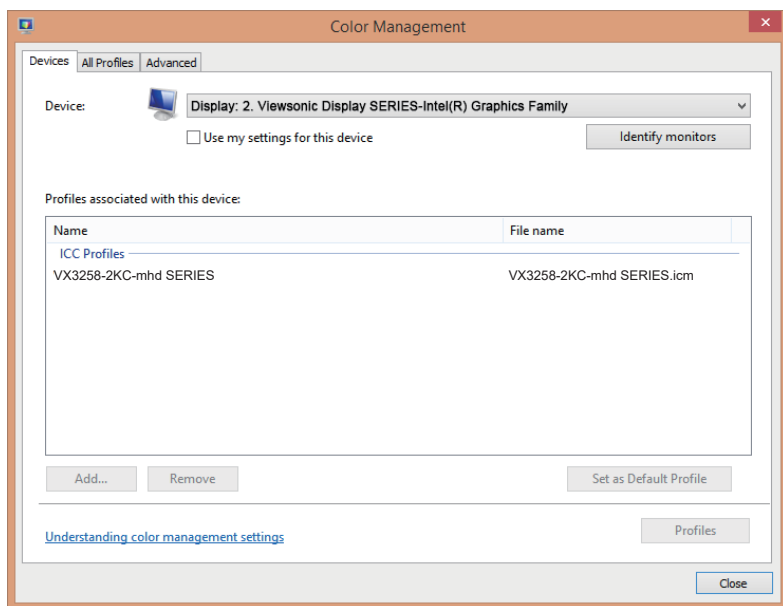 Color Management
Devices All Profiles Advanced
Device: Display: 2. Viewsonic Display SERIES-Intel(R) Graphics Family
Use my settings for this device Identify monitors
Profiles associated with this device:
Name File name
ICC Profiles
VX3258-2KC-mhd SERIES VX3258-2KC-mhd SERIES.icm
Add... Remove Set as Default Profile
Understanding color management settings Profiles
Close